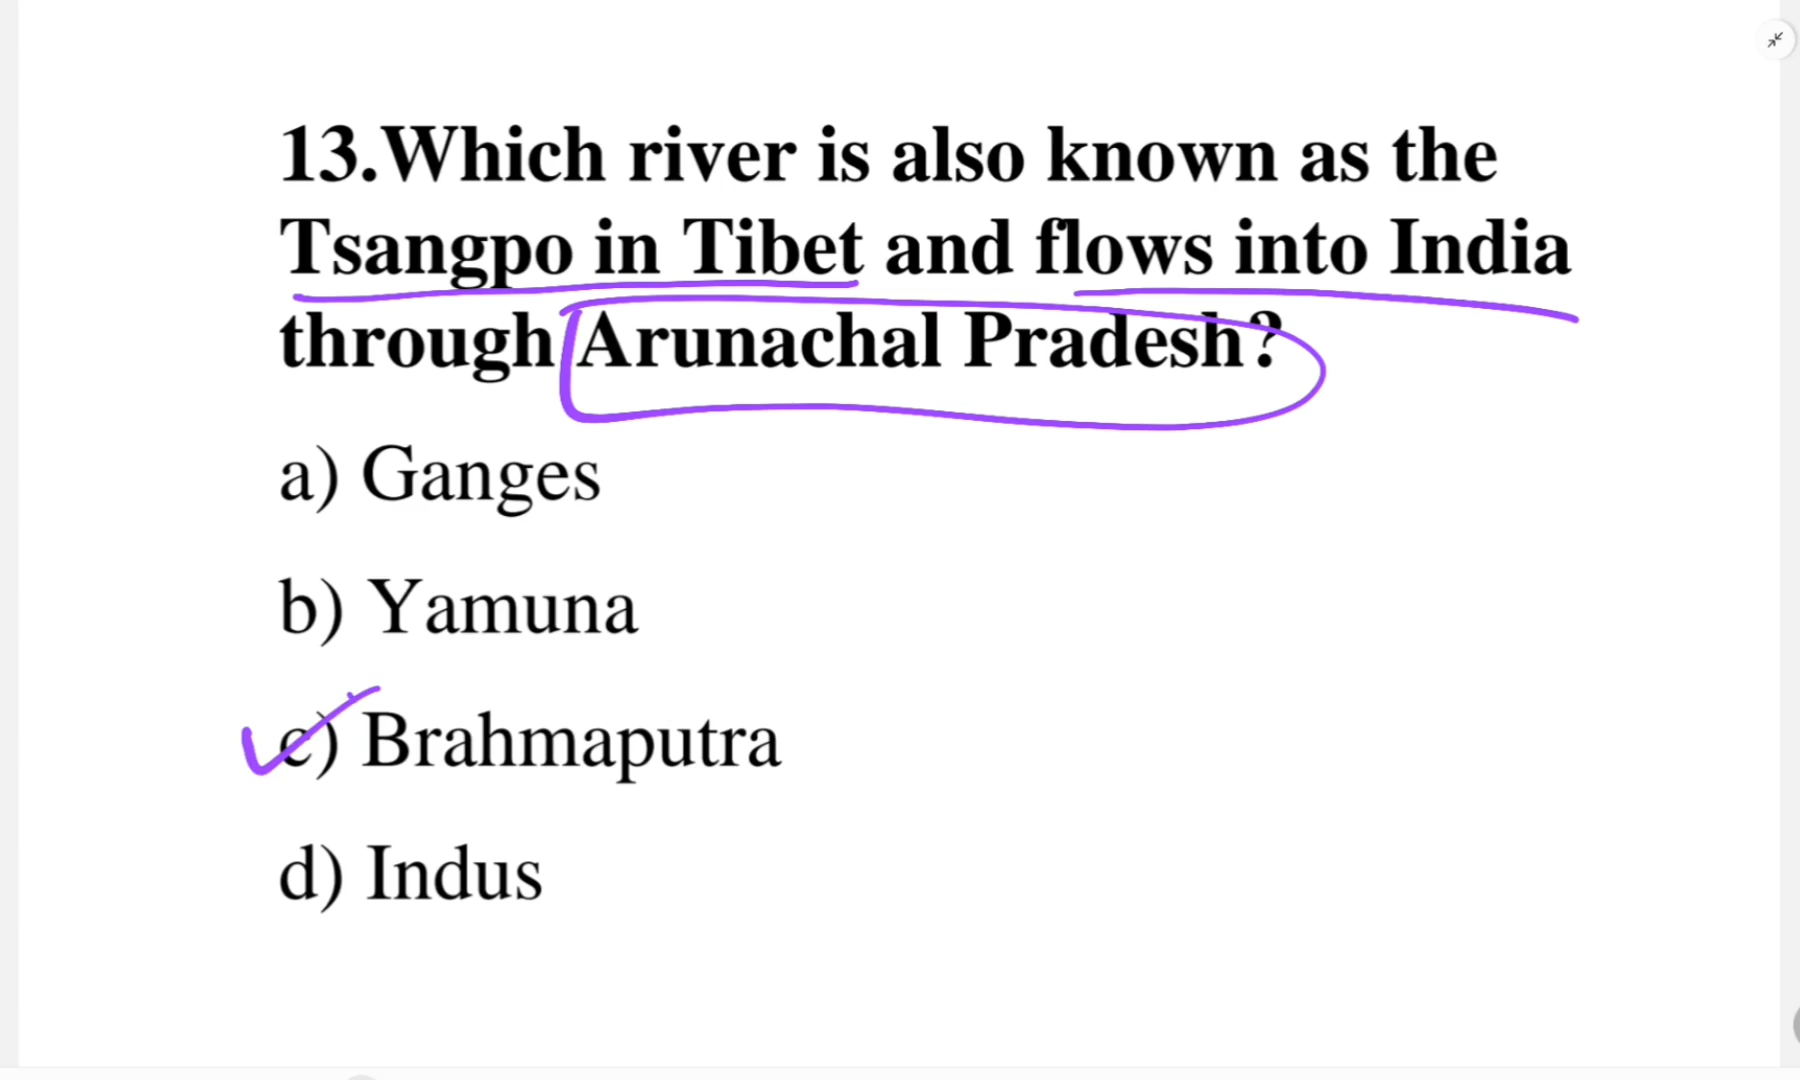 13.Which river is also known as the
Tsangpo in Tibet and flows into India
through Arunachal Pradesh?
a) Ganges
b) Yamuna
c) Brahmaputra
d) Indus